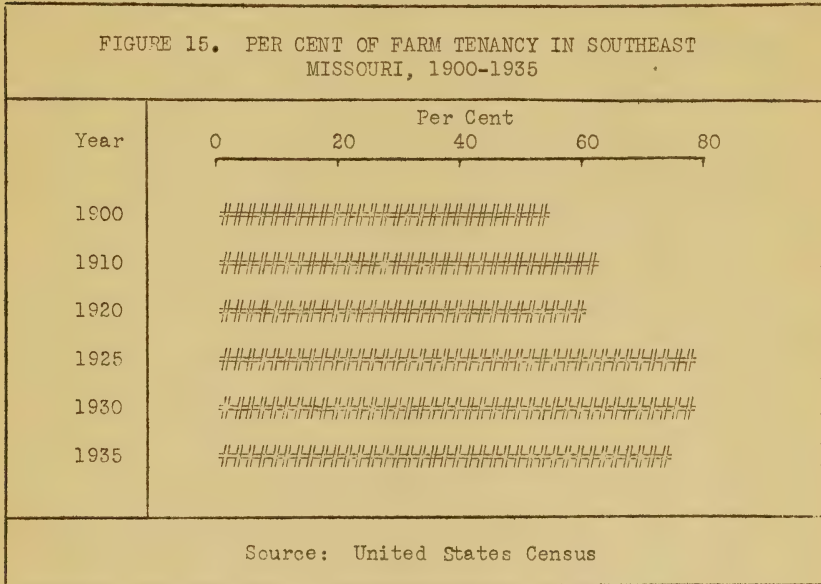 FIGURE 15. PER CENT OF FARM TENANCY IN SOUTHEAST
MISSOURI, 1900-1935
Per Cent
Year 0 20 40 60 80
1900
1910
1920
1925
1930
1935
Source: United States Census